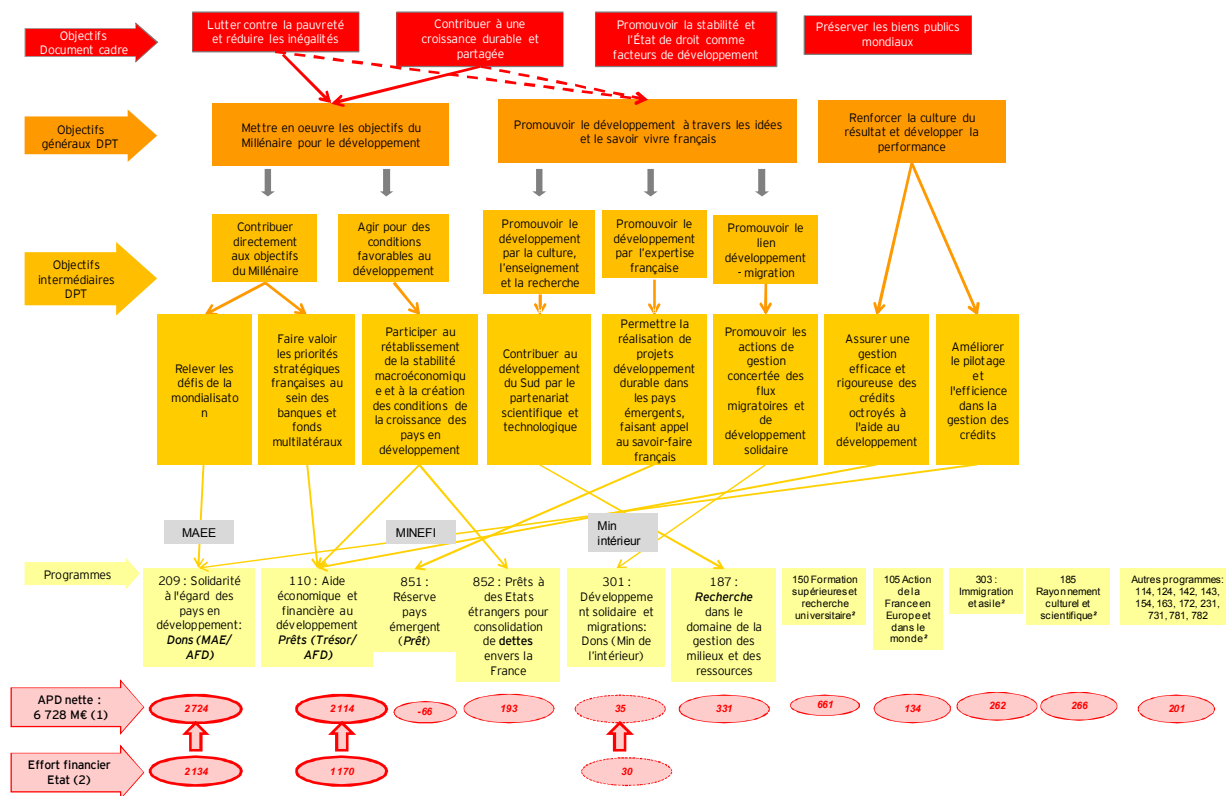 Objectifs
Document cadre
Lutter contre la pauvreté
et réduire les inégalités
Contribuer à une
croissance durable et
partagée
Promouvoir la stabilité et
l'État de droit comme
facteurs de développement
Préserver les biens publics
mondiaux
Objectifs
généraux DPT
Mettre en oeuvre les objectifs du
Millénaire pour le développement
Promouvoir le développement à travers les idées
et le savoir vivre français
Renforcer la culture du
résultat et développer la
performance
Objectifs
intermédiaires
DPT
Contribuer
directement
aux objectifs
du Millénaire
Agir pour des
conditions
favorables au
développement
Promouvoir le
développement
par la culture,
l'enseignement
et la recherche
Promouvoir le
développement
par l'expertise
française
Promouvoir le
lien
développement
- migration
Relever les
défis de la
mondialisato
n
Faire valoir
les priorités
stratégiques
françaises au
sein des
banques et
fonds
multilatéraux
Participer au
rétablissement
de la stabilité
macroéconomiqu
e et à la création
des conditions de
la croissance des
pays en
développement
Contribuer au
développement
du Sud par le
partenariat
scientifique et
technologique
Permettre la
réalisation de
projets
développement
durable dans
les pays
émergents,
faisant appel
au savoir-faire
français
Promouvoir les
actions de
gestion
concertée des
flux
migratoires et
de
développement
solidaire
Assurer une
gestion
efficace et
rigoureuse des
crédits
octroyés à
l'aide au
développement
Améliorer
le pilotage
et
l'efficience
dans la
gestion des
crédits
MAEE
MINEFI
Min
intérieur
Programmes
209 : Solidarité
à l'égard des
pays en
développement:
Dons (MAE/
AFD)
110 : Aide
économique et
financière au
développement
Prêts (Trésor/
AFD)
851 :
Réserve
pays
émergent
(Prêt)
852 : Prêts à
des Etats
étrangers pour
consolidation
de dettes
envers la
France
301 :
Développeme
nt solidaire et
migrations:
Dons (Min de
l'intérieur)
187 :
Recherche
dans le
domaine de la
gestion des
milieux et des
ressources
150 Formation
supérieures et
recherche
universitaire²
105 Action
de la
France en
Europe et
dans le
monde²
303 :
Immigration
et asile²
185
Rayonnement
culturel et
scientifique²
Autres programmes:
114, 124, 142, 143,
154, 163, 172, 231,
731, 781, 782
APD nette :
6 728 M€ (1)
2724
2114
-66
193
35
331
661
134
262
266
201
Effort financier
Etat (2)
2134
1170
30